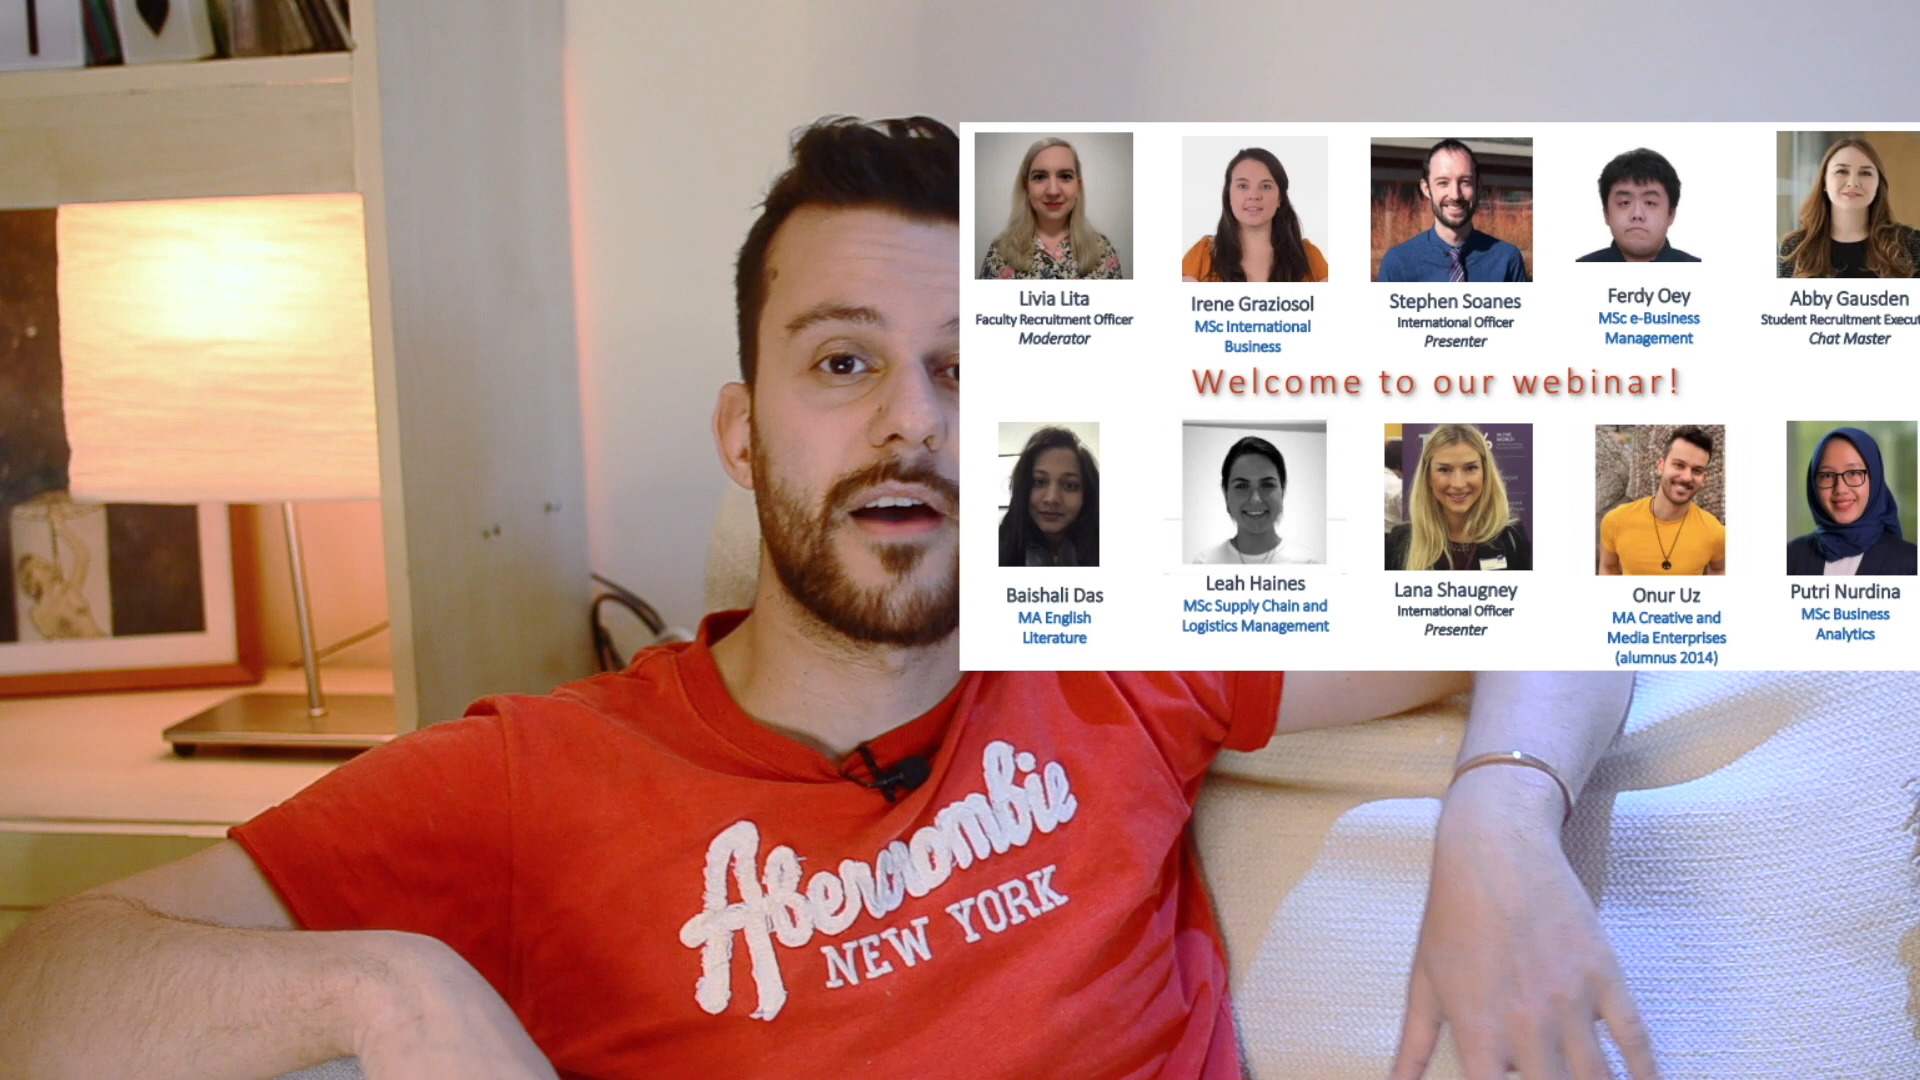 Livia Lita
Faculty Recruitment Officer
Moderator
Irene Graziosol
MSc International
Business
Stephen Soanes
International Officer
Presenter
Ferdy Oey
MSc e-Business
Management
Abby Gausden
Student Recruitment Execut
Chat Master
Welcome to our webinar!
Baishali Das
MA English
Literature
Leah Haines
MSc Supply Chain and
Logistics Management
Lana Shaugney
International Officer
Presenter
Onur Uz
MA Creative and
Media Enterprises
(alumnus 2014)
Putri Nurdina
MSc Business
Analytics
Abercrombie
NEW YORK